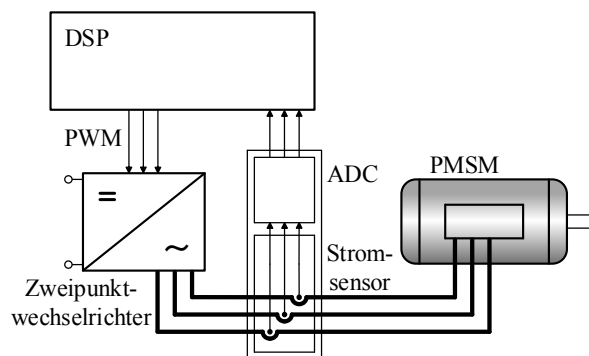 DSP
PWM
ADC
PMSM
=
~
Strom-
sensor
Zweipunkt-
wechselrichter